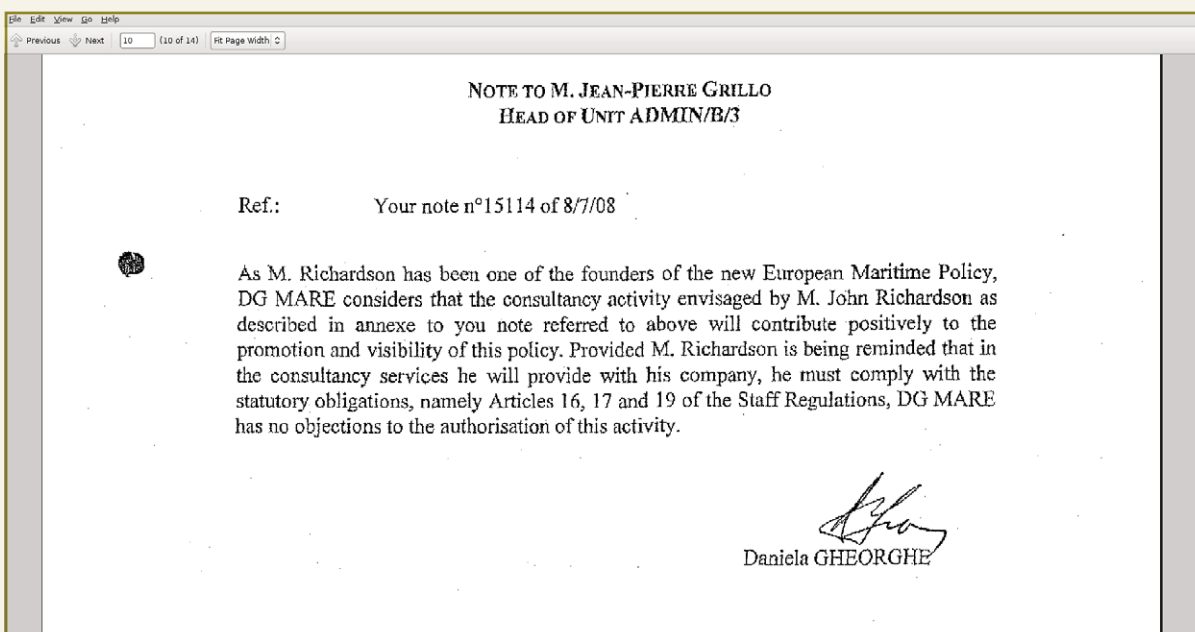 File Edit View Go Help
Previous Next 10 (10 of 14) Fit Page Width
NOTE TO M. JEAN-PIERRE GRILLO
HEAD OF UNIT ADMIN/B/3
Ref.: Your note n°15114 of 8/7/08
As M. Richardson has been one of the founders of the new European Maritime Policy,
DG MARE considers that the consultancy activity envisaged by M. John Richardson as
described in annexe to you note referred to above will contribute positively to the
promotion and visibility of this policy. Provided M. Richardson is being reminded that in
the consultancy services he will provide with his company, he must comply with the
statutory obligations, namely Articles 16, 17 and 19 of the Staff Regulations, DG MARE
has no objections to the authorisation of this activity.
Daniela GHEORGHE